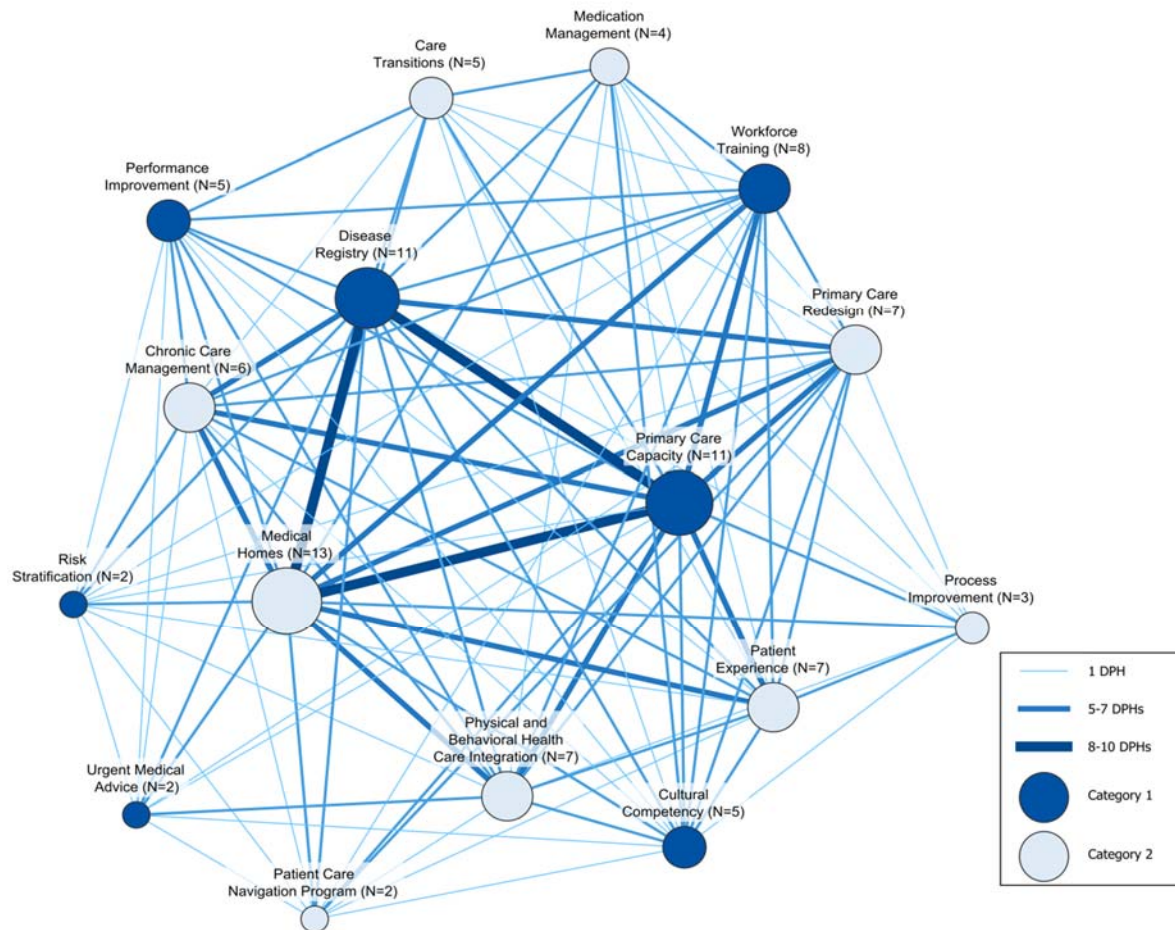 Medication
Management (N=4)
Care
Transitions (N=5)
Workforce
Training (N=8)
Performance
Improvement (N=5)
Disease
Registry (N=11)
Primary Care
Redesign (N=7)
Chronic Care
Management (N=6)
Primary Care
Capacity (N=11)
Medical
Homes (N=13)
Risk
Stratification (N=2)
Process
Improvement (N=3)
Patient
Experience (N=7)
Physical and
Behavioral Health
Care Integration (N=7)
Urgent Medical
Advice (N=2)
Cultural
Competency (N=5)
Patient Care
Navigation Program (N=2)
1 DPH
5-7 DPHs
8-10 DPHs
Category 1
Category 2